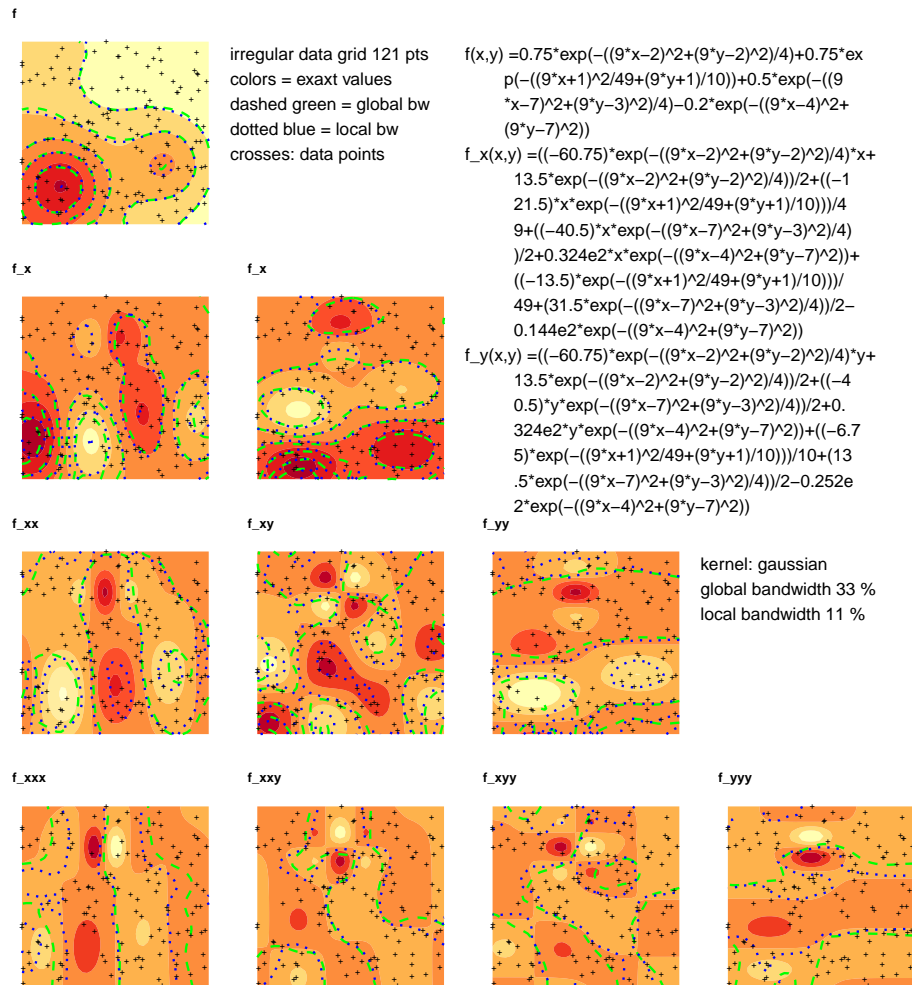 f
irregular data grid 121 pts
colors = exaxt values
dashed green = global bw
dotted blue = local bw
crosses: data points
f(x,y) =0.75*exp(−((9*x−2)^2+(9*y−2)^2)/4)+0.75*ex
p(−((9*x+1)^2/49+(9*y+1)/10))+0.5*exp(−((9
*x−7)^2+(9*y−3)^2)/4)−0.2*exp(−((9*x−4)^2+
(9*y−7)^2))
f_x(x,y) =((−60.75)*exp(−((9*x−2)^2+(9*y−2)^2)/4)*x+
13.5*exp(−((9*x−2)^2+(9*y−2)^2)/4))/2+((−1
21.5)*x*exp(−((9*x+1)^2/49+(9*y+1)/10)))/4
9+((−40.5)*x*exp(−((9*x−7)^2+(9*y−3)^2)/4)
)/2+0.324e2*x*exp(−((9*x−4)^2+(9*y−7)^2))+
((−13.5)*exp(−((9*x+1)^2/49+(9*y+1)/10)))/
49+(31.5*exp(−((9*x−7)^2+(9*y−3)^2)/4))/2−
0.144e2*exp(−((9*x−4)^2+(9*y−7)^2))
f_y(x,y) =((−60.75)*exp(−((9*x−2)^2+(9*y−2)^2)/4)*y+
13.5*exp(−((9*x−2)^2+(9*y−2)^2)/4))/2+((−4
0.5)*y*exp(−((9*x−7)^2+(9*y−3)^2)/4))/2+0.
324e2*y*exp(−((9*x−4)^2+(9*y−7)^2))+((−6.7
5)*exp(−((9*x+1)^2/49+(9*y+1)/10)))/10+(13
.5*exp(−((9*x−7)^2+(9*y−3)^2)/4))/2−0.252e
2*exp(−((9*x−4)^2+(9*y−7)^2))
f_x
f_x
f_xx
f_xy
f_yy
kernel: gaussian
global bandwidth 33 %
local bandwidth 11 %
f_xxx
f_xxy
f_xyy
f_yyy